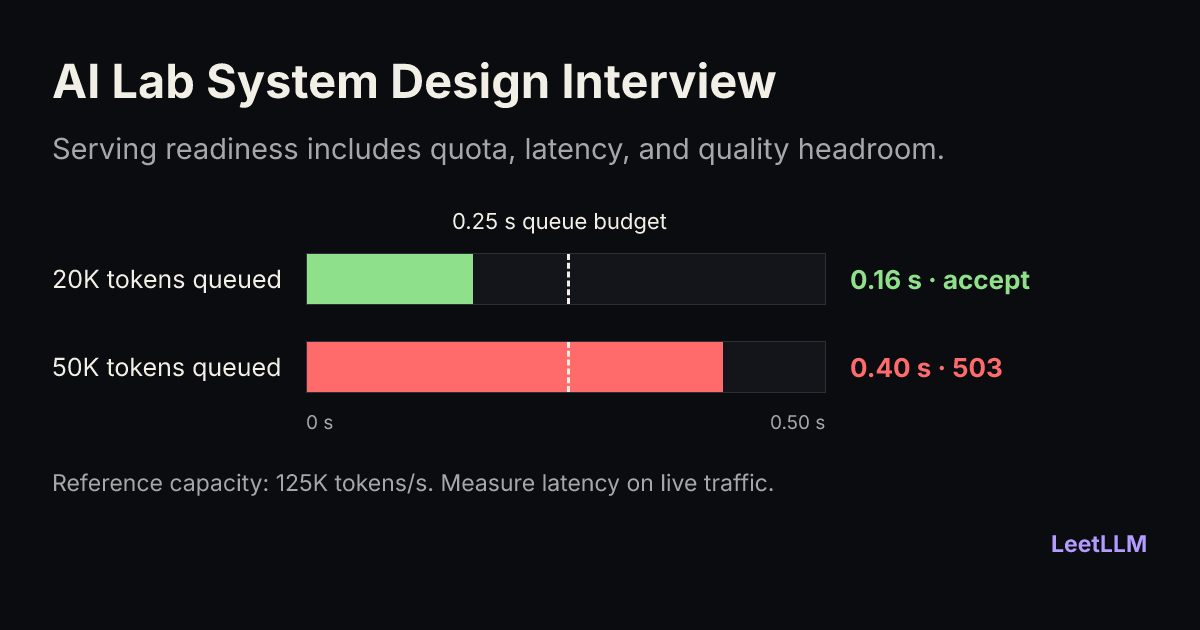 AI Lab System Design Interview
Serving readiness includes quota, latency, and quality headroom.
0.25 s queue budget
20K tokens queued
0.16 s · accept
50K tokens queued
0.40 s · 503
0 s
0.50 s
Reference capacity: 125K tokens/s. Measure latency on live traffic.
LeetLLM